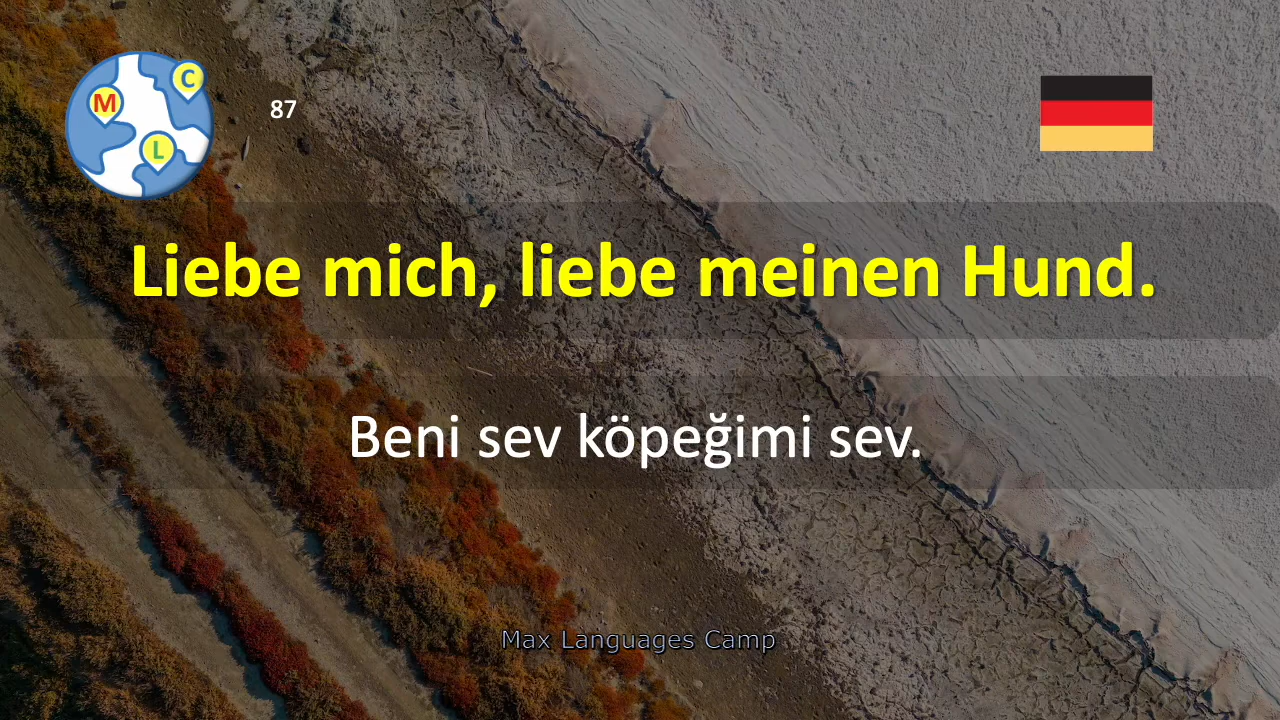 C
M
L
87
Liebe mich, liebe meinen Hund.
Beni sev köpeğimi sev.
Max Languages Camp